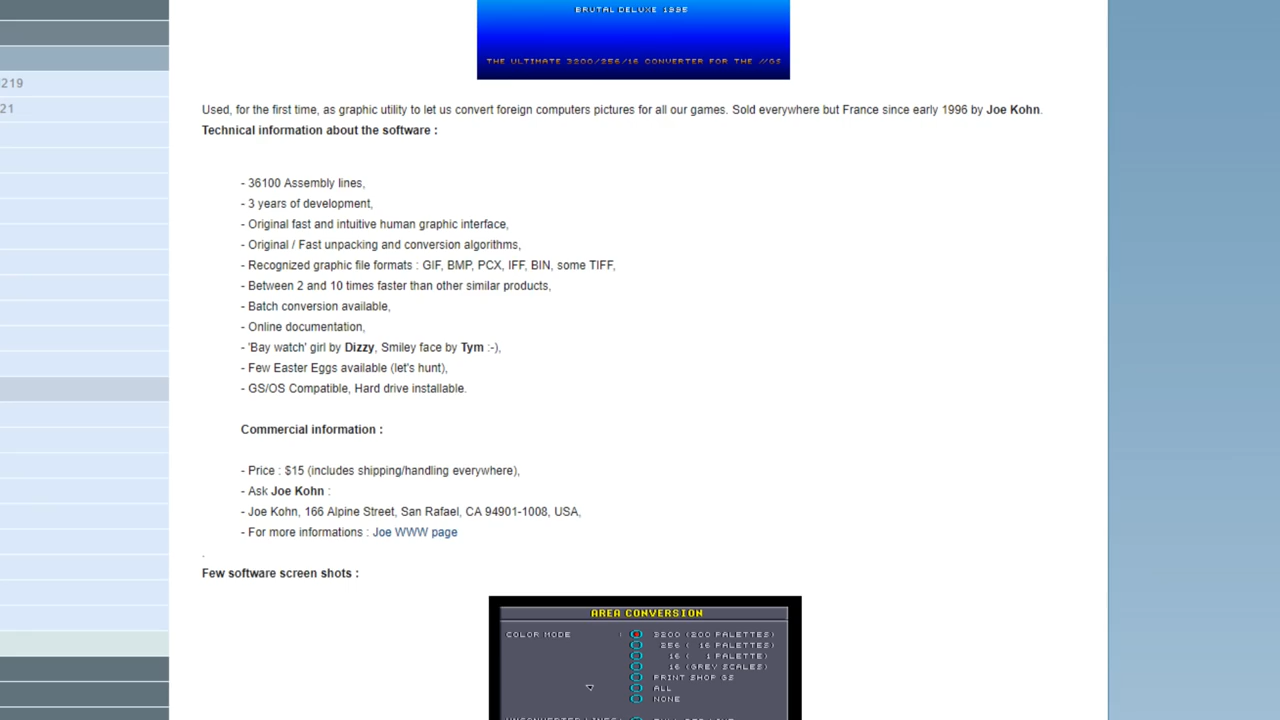 BRUTAL DELUXE 1995
THE ULTIMATE 3200/256/16 CONVERTER FOR THE //GS
219
21
Used, for the first time, as graphic utility to let us convert foreign computers pictures for all our games. Sold everywhere but France since early 1996 by Joe Kohn.
Technical information about the software :
- 36100 Assembly lines,
- 3 years of development,
- Original fast and intuitive human graphic interface,
- Original / Fast unpacking and conversion algorithms,
- Recognized graphic file formats : GIF, BMP, PCX, IFF, BIN, some TIFF,
- Between 2 and 10 times faster than other similar products,
- Batch conversion available,
- Online documentation,
- 'Bay watch' girl by Dizzy, Smiley face by Tym :-),
- Few Easter Eggs available (let's hunt),
- GS/OS Compatible, Hard drive installable.
Commercial information :
- Price : $15 (includes shipping/handling everywhere),
- Ask Joe Kohn :
- Joe Kohn, 166 Alpine Street, San Rafael, CA 94901-1008, USA,
- For more informations : Joe WWW page
.
Few software screen shots :
AREA CONVERSION
COLOR MODE : 3200 (200 PALETTES)
256 ( 16 PALETTES)
16 ( 1 PALETTE)
16 (GREY SCALES)
PRINT SHOP GS
ALL
NONE